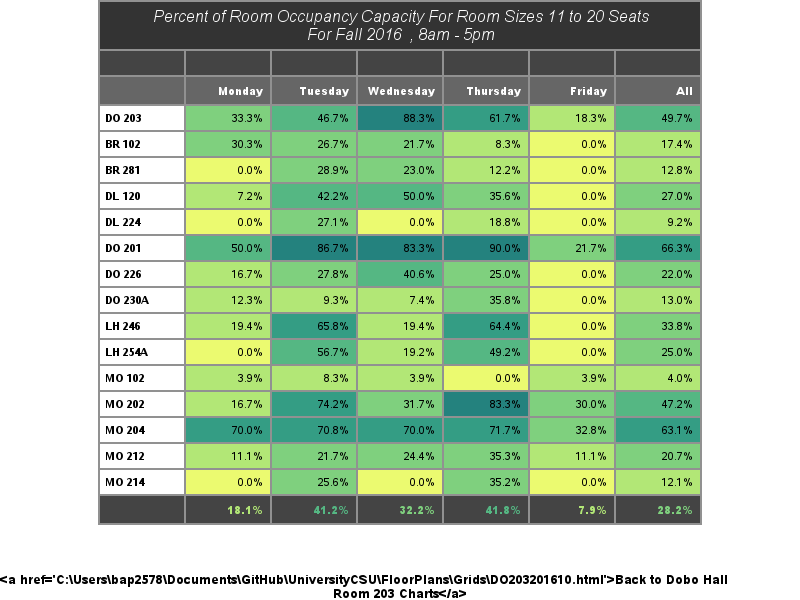 Percent of Room Occupancy Capacity For Room Sizes 11 to 20 Seats
For Fall 2016 , 8am - 5pm
Monday Tuesday Wednesday Thursday Friday All
DO 203 33.3% 46.7% 88.3% 61.7% 18.3% 49.7%
BR 102 30.3% 26.7% 21.7% 8.3% 0.0% 17.4%
BR 281 0.0% 28.9% 23.0% 12.2% 0.0% 12.8%
DL 120 7.2% 42.2% 50.0% 35.6% 0.0% 27.0%
DL 224 0.0% 27.1% 0.0% 18.8% 0.0% 9.2%
DO 201 50.0% 86.7% 83.3% 90.0% 21.7% 66.3%
DO 226 16.7% 27.8% 40.6% 25.0% 0.0% 22.0%
DO 230A 12.3% 9.3% 7.4% 35.8% 0.0% 13.0%
LH 246 19.4% 65.8% 19.4% 64.4% 0.0% 33.8%
LH 254A 0.0% 56.7% 19.2% 49.2% 0.0% 25.0%
MO 102 3.9% 8.3% 3.9% 0.0% 3.9% 4.0%
MO 202 16.7% 74.2% 31.7% 83.3% 30.0% 47.2%
MO 204 70.0% 70.8% 70.0% 71.7% 32.8% 63.1%
MO 212 11.1% 21.7% 24.4% 35.3% 11.1% 20.7%
MO 214 0.0% 25.6% 0.0% 35.2% 0.0% 12.1%
18.1% 41.2% 32.2% 41.8% 7.9% 28.2%
<a href='C:\Users\bap2578\Documents\GitHub\UniversityCSU\FloorPlans\Grids\DO203201610.html'>Back to Dobo Hall
Room 203 Charts</a>